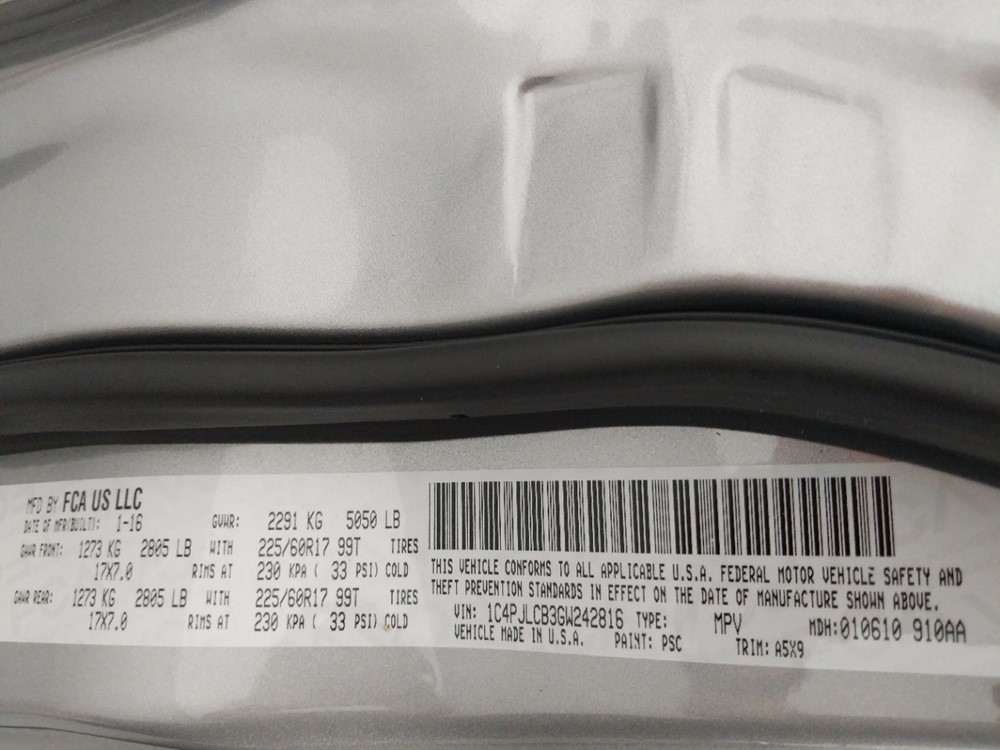 MFD BY FCA US LLC
DATE OF MFR(BUILT): 1-16 GVWR: 2291 KG 5050 LB
GAWR FRONT: 1273 KG 2805 LB WITH 225/60R17 99T TIRES
17X7.0 RIMS AT 230 KPA ( 33 PSI) COLD
GAWR REAR: 1273 KG 2805 LB WITH 225/60R17 99T TIRES
17X7.0 RIMS AT 230 KPA ( 33 PSI) COLD
THIS VEHICLE CONFORMS TO ALL APPLICABLE U.S.A. FEDERAL MOTOR VEHICLE SAFETY AND
THEFT PREVENTION STANDARDS IN EFFECT ON THE DATE OF MANUFACTURE SHOWN ABOVE.
VIN: 1C4PJLCB3GW242816 TYPE: MPV MDH:010610 910AA
VEHICLE MADE IN U.S.A. PAINT: PSC TRIM: A5X9